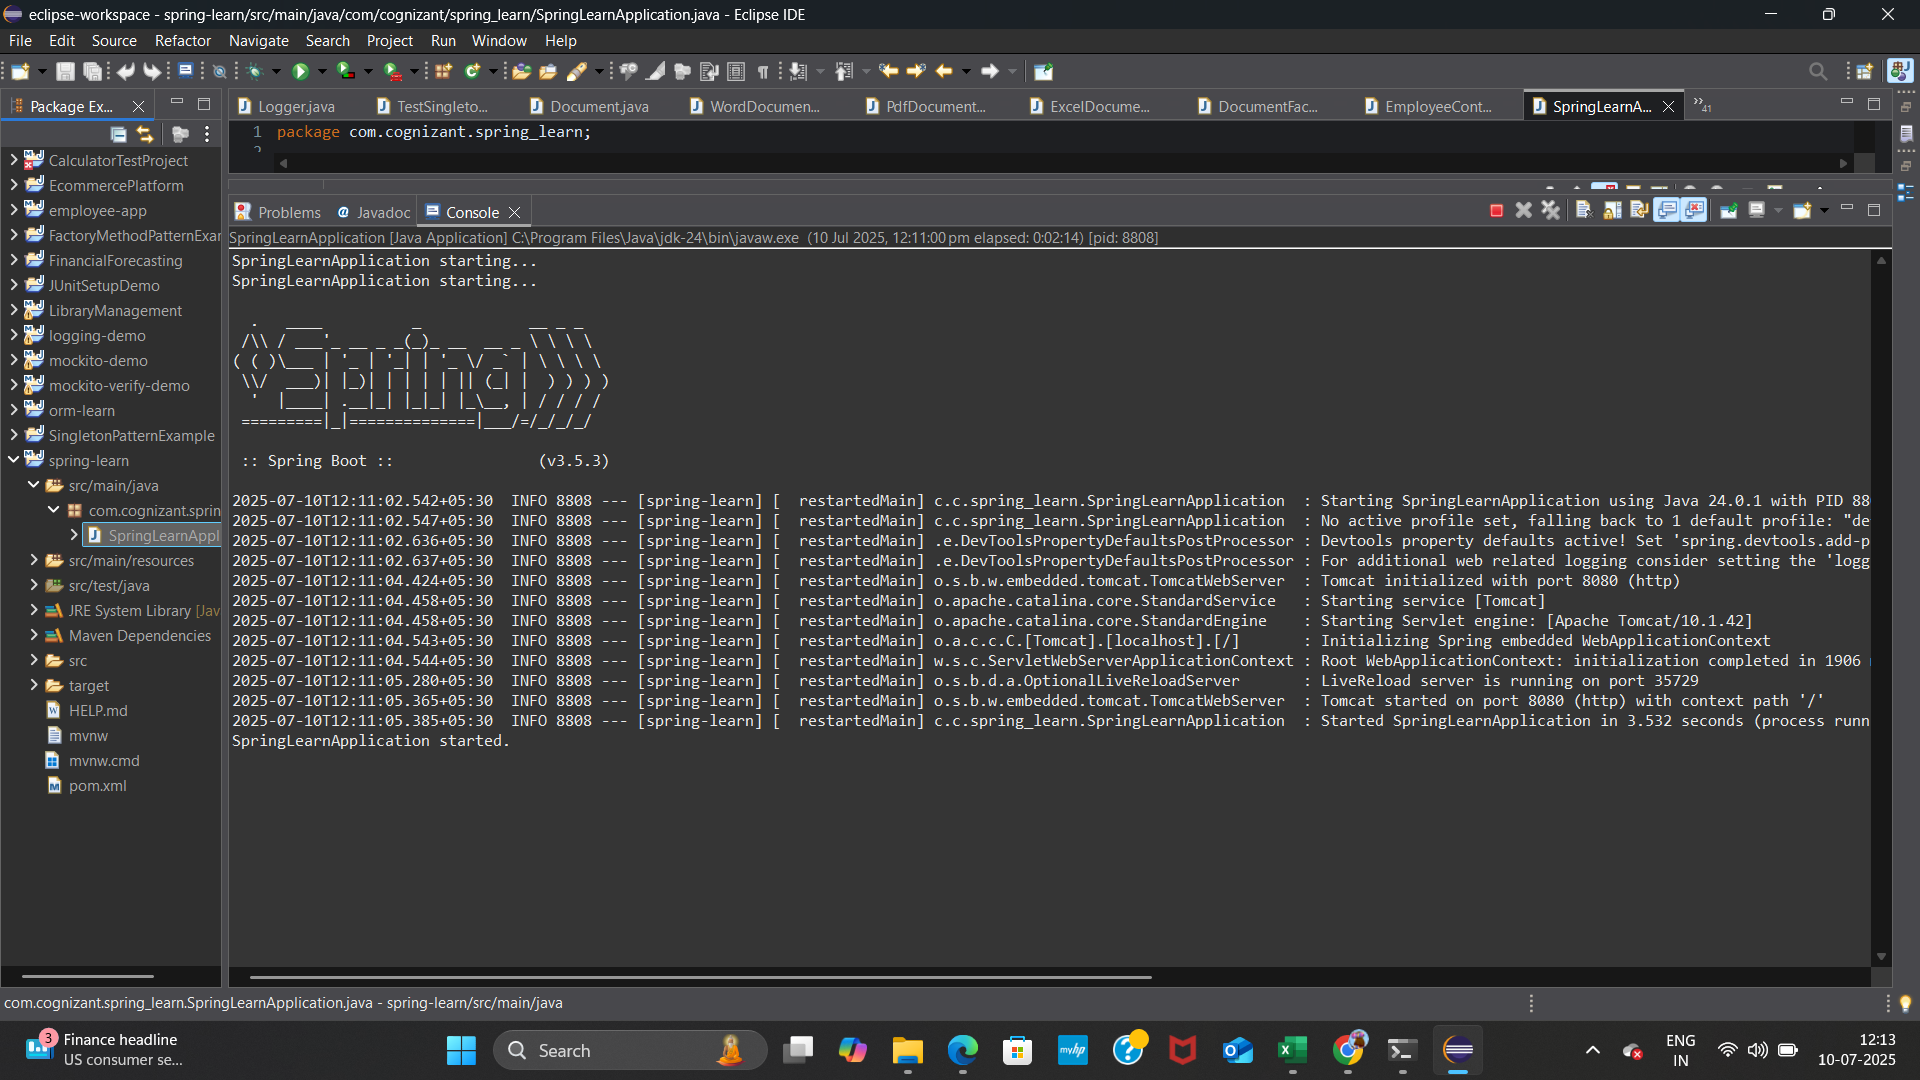 eclipse-workspace - spring-learn/src/main/java/com/cognizant/spring_learn/SpringLearnApplication.java - Eclipse IDE
File Edit Source Refactor Navigate Search Project Run Window Help
Package Ex...
Logger.java TestSingleto... Document.java WordDocumen... PdfDocument... ExcelDocume... DocumentFac... EmployeeCont... SpringLearnA... »41
1 package com.cognizant.spring_learn;
2
CalculatorTestProject
EcommercePlatform
employee-app
FactoryMethodPatternExar
FinancialForecasting
JUnitSetupDemo
LibraryManagement
logging-demo
mockito-demo
mockito-verify-demo
orm-learn
SingletonPatternExample
spring-learn
src/main/java
com.cognizant.sprin
SpringLearnAppl
src/main/resources
src/test/java
JRE System Library [Jav
Maven Dependencies
src
target
HELP.md
mvnw
mvnw.cmd
pom.xml
Problems Javadoc Console
SpringLearnApplication [Java Application] C:\Program Files\Java\jdk-24\bin\javaw.exe (10 Jul 2025, 12:11:00 pm elapsed: 0:02:14) [pid: 8808]
SpringLearnApplication starting...
SpringLearnApplication starting...
Spring
:: Spring Boot :: (v3.5.3)
2025-07-10T12:11:02.542+05:30 INFO 8808 --- [spring-learn] [ restartedMain] c.c.spring_learn.SpringLearnApplication : Starting SpringLearnApplication using Java 24.0.1 with PID 88
2025-07-10T12:11:02.547+05:30 INFO 8808 --- [spring-learn] [ restartedMain] c.c.spring_learn.SpringLearnApplication : No active profile set, falling back to 1 default profile: "de
2025-07-10T12:11:02.636+05:30 INFO 8808 --- [spring-learn] [ restartedMain] .e.DevToolsPropertyDefaultsPostProcessor : Devtools property defaults active! Set 'spring.devtools.add-p
2025-07-10T12:11:02.637+05:30 INFO 8808 --- [spring-learn] [ restartedMain] .e.DevToolsPropertyDefaultsPostProcessor : For additional web related logging consider setting the 'logg
2025-07-10T12:11:04.424+05:30 INFO 8808 --- [spring-learn] [ restartedMain] o.s.b.w.embedded.tomcat.TomcatWebServer : Tomcat initialized with port 8080 (http)
2025-07-10T12:11:04.458+05:30 INFO 8808 --- [spring-learn] [ restartedMain] o.apache.catalina.core.StandardService : Starting service [Tomcat]
2025-07-10T12:11:04.458+05:30 INFO 8808 --- [spring-learn] [ restartedMain] o.apache.catalina.core.StandardEngine : Starting Servlet engine: [Apache Tomcat/10.1.42]
2025-07-10T12:11:04.543+05:30 INFO 8808 --- [spring-learn] [ restartedMain] o.a.c.c.C.[Tomcat].[localhost].[/] : Initializing Spring embedded WebApplicationContext
2025-07-10T12:11:04.544+05:30 INFO 8808 --- [spring-learn] [ restartedMain] w.s.c.ServletWebServerApplicationContext : Root WebApplicationContext: initialization completed in 1906
2025-07-10T12:11:05.280+05:30 INFO 8808 --- [spring-learn] [ restartedMain] o.s.b.d.a.OptionalLiveReloadServer : LiveReload server is running on port 35729
2025-07-10T12:11:05.365+05:30 INFO 8808 --- [spring-learn] [ restartedMain] o.s.b.w.embedded.tomcat.TomcatWebServer : Tomcat started on port 8080 (http) with context path '/'
2025-07-10T12:11:05.385+05:30 INFO 8808 --- [spring-learn] [ restartedMain] c.c.spring_learn.SpringLearnApplication : Started SpringLearnApplication in 3.532 seconds (process runn
SpringLearnApplication started.
com.cognizant.spring_learn.SpringLearnApplication.java - spring-learn/src/main/java
3 Finance headline
US consumer se...
Search
myhp
ENG
IN
12:13
10-07-2025